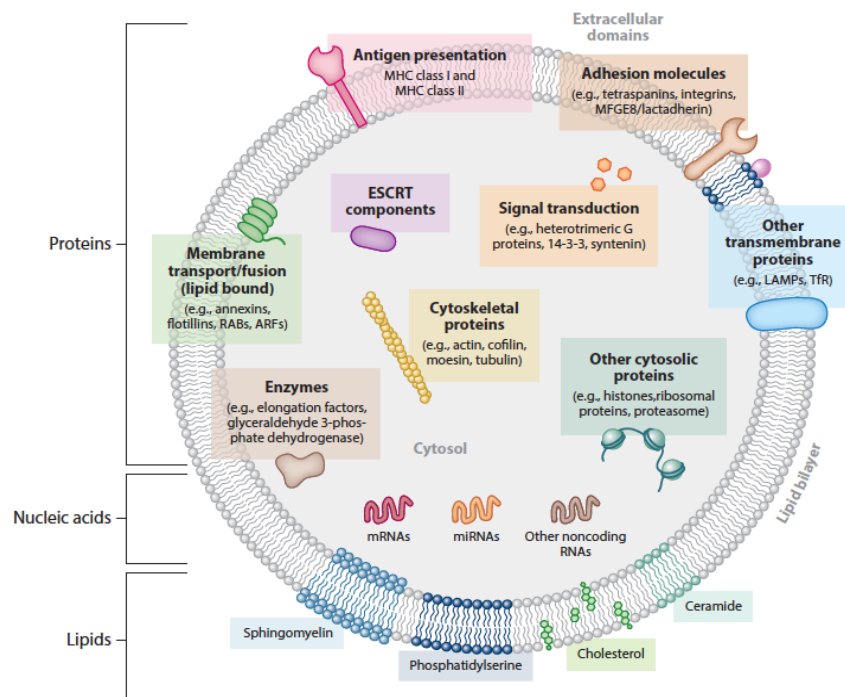 Extracellular
domains
Antigen presentation
MHC class I and
MHC class II
Adhesion molecules
(e.g., tetraspanins, integrins,
MFGE8/lactadherin)
ESCRT
components
Signal transduction
(e.g., heterotrimeric G
proteins, 14-3-3, syntenin)
Other
transmembrane
proteins
(e.g., LAMPs, TfR)
Proteins
Membrane
transport/fusion
(lipid bound)
(e.g., annexins,
flotillins, RABs, ARFs)
Cytoskeletal
proteins
(e.g., actin, cofilin,
moesin, tubulin)
Other cytosolic
proteins
(e.g., histones,ribosomal
proteins, proteasome)
Enzymes
(e.g., elongation factors,
glyceraldehyde 3-phos-
phate dehydrogenase)
Cytosol
Lipid bilayer
Nucleic acids
mRNAs
miRNAs
Other noncoding
RNAs
Lipids
Sphingomyelin
Phosphatidylserine
Cholesterol
Ceramide